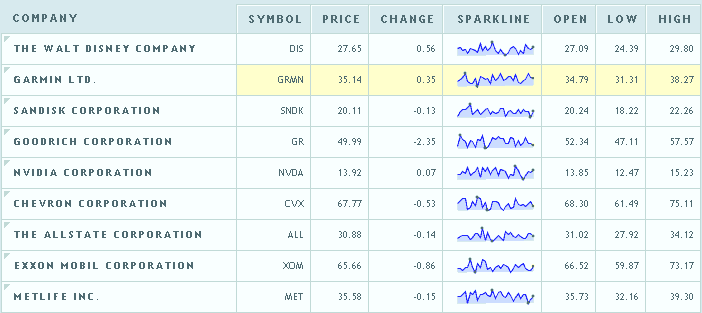 COMPANY SYMBOL PRICE CHANGE SPARKLINE OPEN LOW HIGH
THE WALT DISNEY COMPANY DIS 27.65 0.56 27.09 24.39 29.80
GARMIN LTD. GRMN 35.14 0.35 34.79 31.31 38.27
SANDISK CORPORATION SNDK 20.11 -0.13 20.24 18.22 22.26
GOODRICH CORPORATION GR 49.99 -2.35 52.34 47.11 57.57
NVIDIA CORPORATION NVDA 13.92 0.07 13.85 12.47 15.23
CHEVRON CORPORATION CVX 67.77 -0.53 68.30 61.49 75.11
THE ALLSTATE CORPORATION ALL 30.88 -0.14 31.02 27.92 34.12
EXXON MOBIL CORPORATION XOM 65.66 -0.86 66.52 59.87 73.17
METLIFE INC. MET 35.58 -0.15 35.73 32.16 39.30